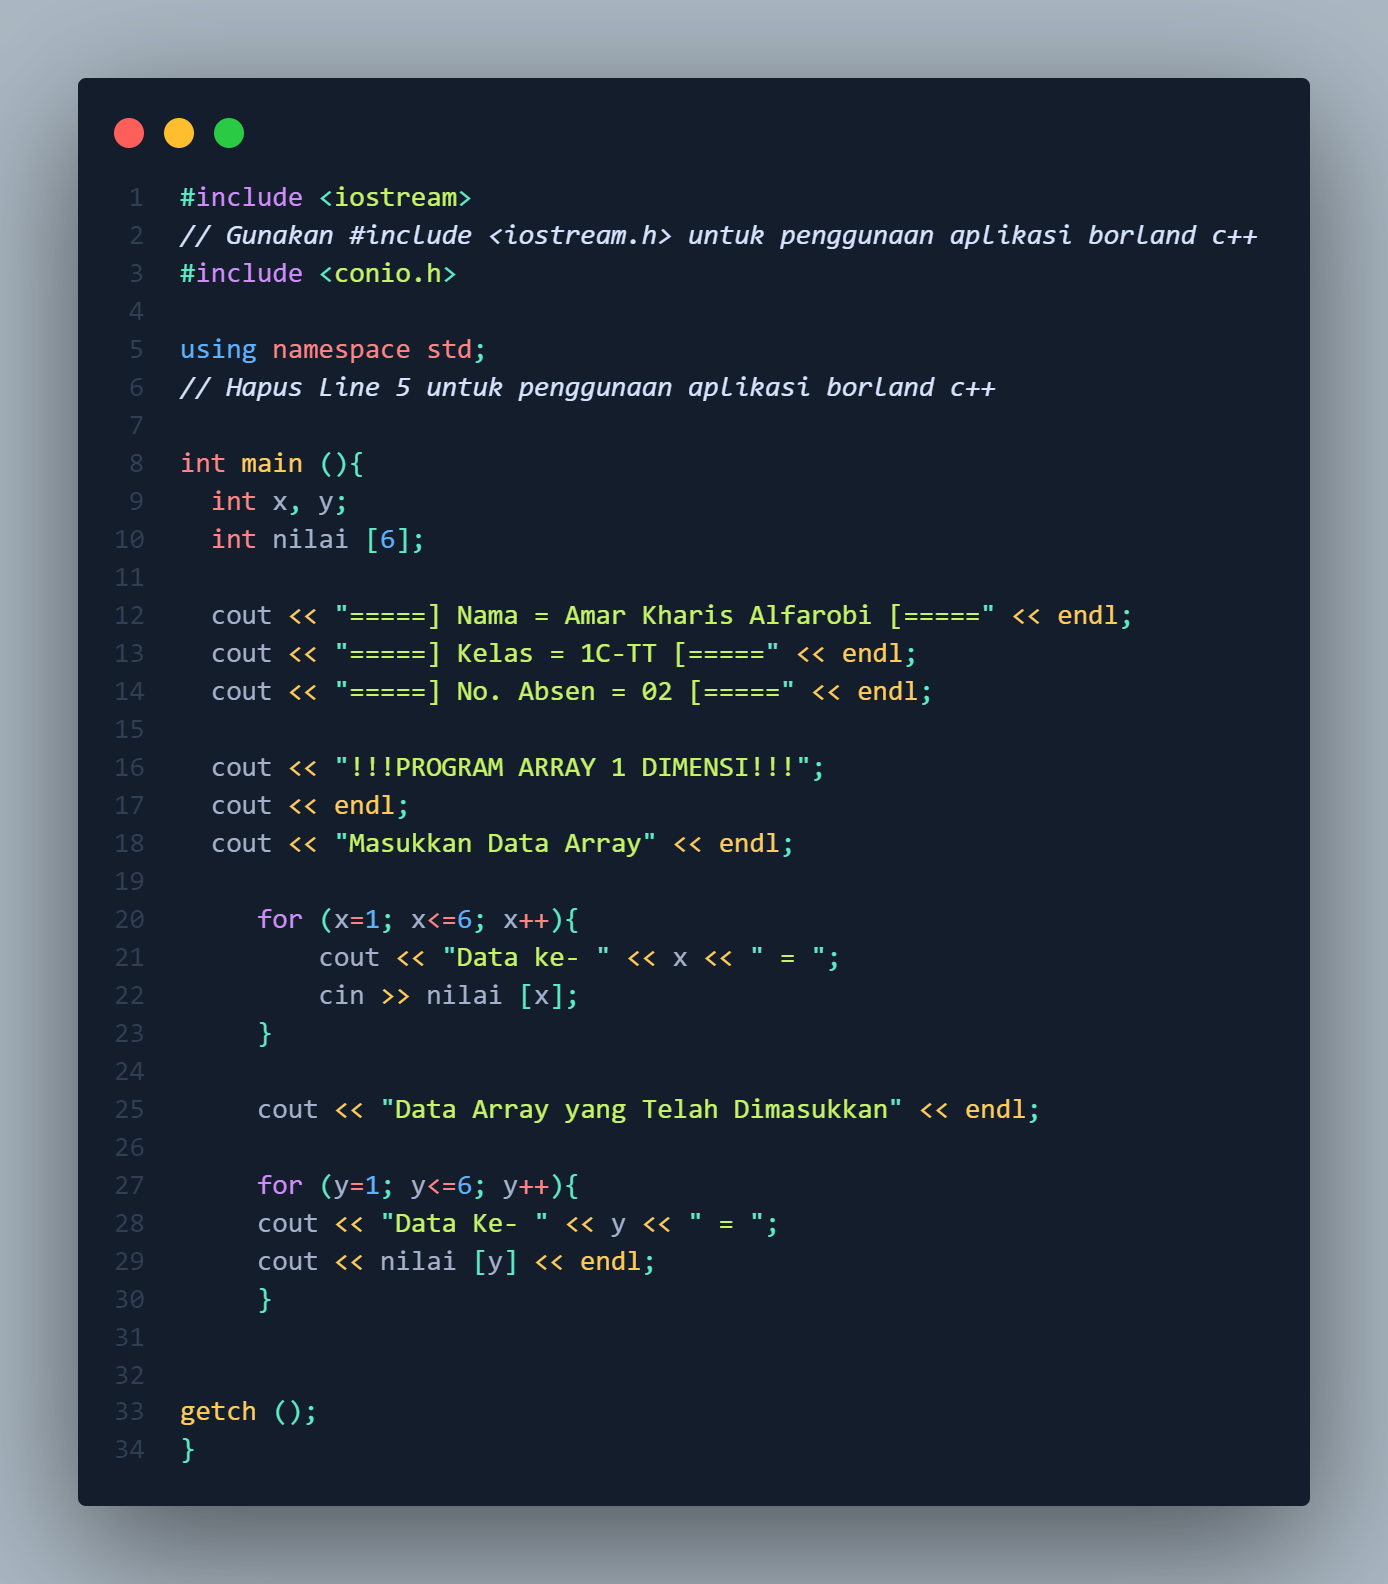 1 #include <iostream>
2 // Gunakan #include <iostream.h> untuk penggunaan aplikasi borland c++
3 #include <conio.h>
4
5 using namespace std;
6 // Hapus Line 5 untuk penggunaan aplikasi borland c++
7
8 int main (){
9   int x, y;
10   int nilai [6];
11
12   cout << "=====] Nama = Amar Kharis Alfarobi [=====" << endl;
13   cout << "=====] Kelas = 1C-TT [=====" << endl;
14   cout << "=====] No. Absen = 02 [=====" << endl;
15
16   cout << "!!!PROGRAM ARRAY 1 DIMENSI!!!";
17   cout << endl;
18   cout << "Masukkan Data Array" << endl;
19
20      for (x=1; x<=6; x++){
21          cout << "Data ke- " << x << " = ";
22          cin >> nilai [x];
23      }
24
25      cout << "Data Array yang Telah Dimasukkan" << endl;
26
27      for (y=1; y<=6; y++){
28      cout << "Data Ke- " << y << " = ";
29      cout << nilai [y] << endl;
30      }
31
32
33 getch ();
34 }